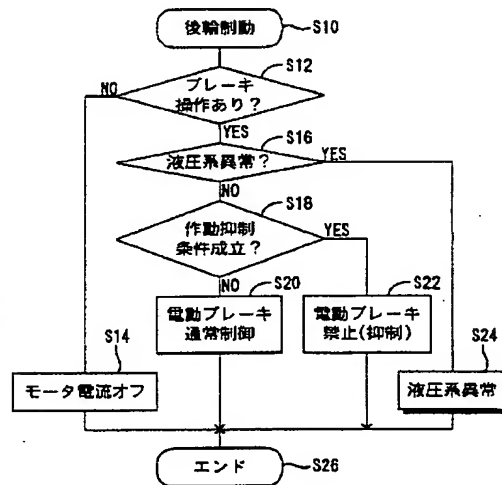 後輪制動
S10
S12
ブレーキ
操作あり？
NO
YES
S16
液圧系異常？
YES
NO
S18
作動抑制
条件成立？
YES
NO
S20
S22
電動ブレーキ
通常制御
電動ブレーキ
禁止(抑制)
S14
S24
モータ電流オフ
液圧系異常
エンド
S26